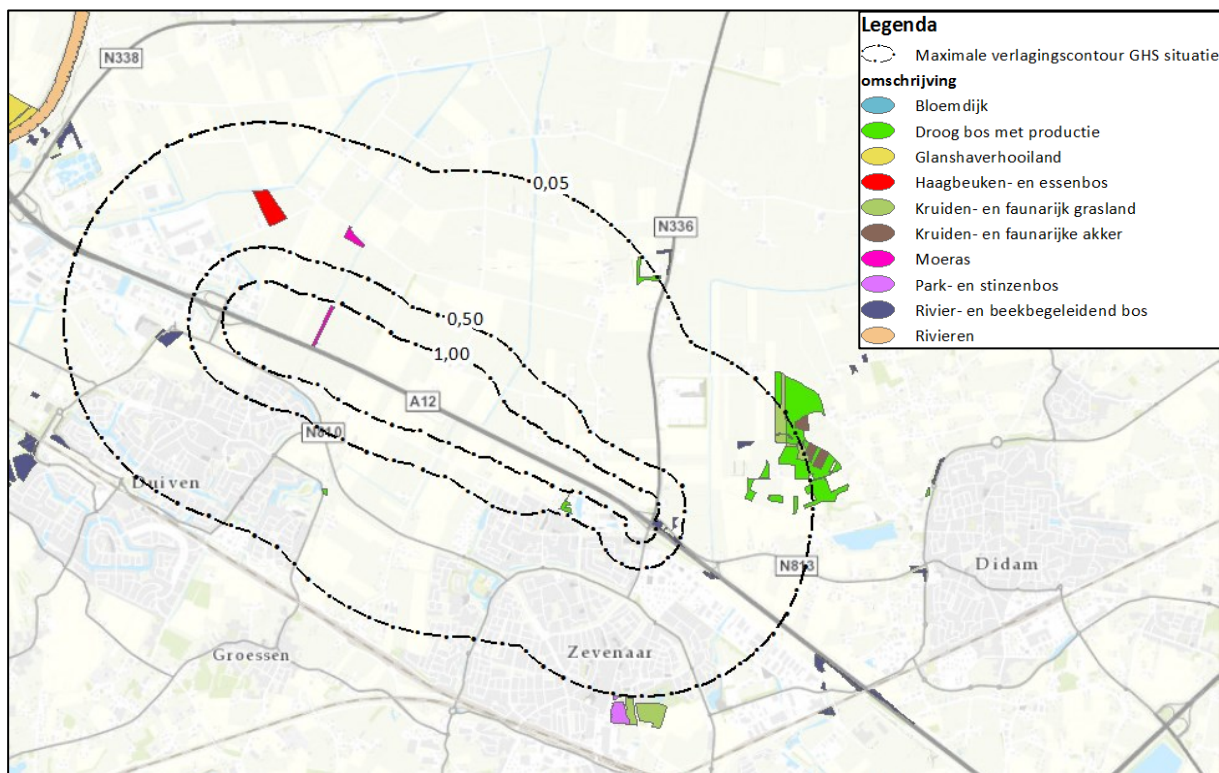 Legenda
Maximale verlagingscontour GHS situatie
omschrijving
Bloemdijk
Droog bos met productie
Glanshaverhooiland
Haagbeuken- en essenbos
Kruiden- en faunarijk grasland
Kruiden- en faunarijke akker
Moeras
Park- en stinzenbos
Rivier- en beekbegeleidend bos
Rivieren
N338
0,05
N336
0,50
1,00
A12
N810
Duiven
N813
Didam
Groessen
Zevenaar